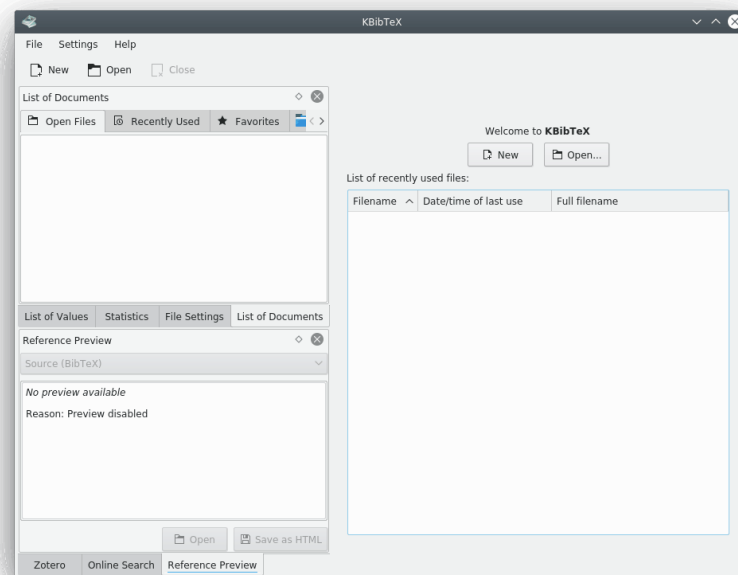 KBibTeX
File Settings Help
New Open Close
List of Documents
Open Files Recently Used Favorites
List of Values Statistics File Settings List of Documents
Reference Preview
Source (BibTeX)
No preview available
Reason: Preview disabled
Open Save as HTML
Zotero Online Search Reference Preview
Welcome to KBibTeX
New Open...
List of recently used files:
Filename Date/time of last use Full filename